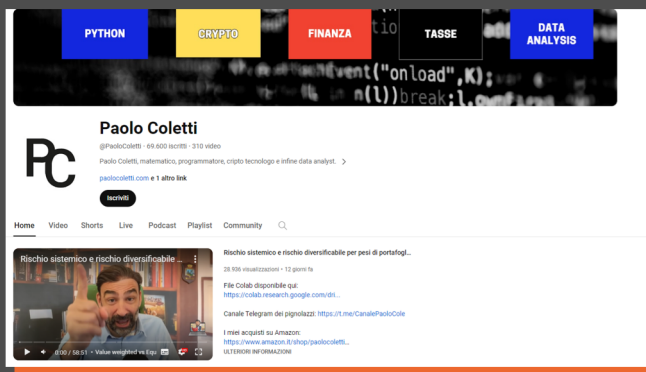 PYTHON
CRYPTO
FINANZA
TASSE
DATA
ANALYSIS
Event("onload",K);
n(l))break;
PC
Paolo Coletti
@PaoloColetti · 69.600 iscritti · 310 video
Paolo Coletti, matematico, programmatore, cripto tecnologo e infine data analyst. >
paolocoletti.com e 1 altro link
Iscriviti
Home Video Shorts Live Podcast Playlist Community
Rischio sistemico e rischio diversificabile ...
0:00 / 58:51 • Value weighted vs Equ
Rischio sistemico e rischio diversificabile per pesi di portafogl...
28.936 visualizzazioni • 12 giorni fa
File Colab disponibile qui:
https://colab.research.google.com/dri...
Canale Telegram dei pignolazzi: https://t.me/CanalePaoloCole
I miei acquisti su Amazon:
https://www.amazon.it/shop/paolocoletti...
ULTERIORI INFORMAZIONI